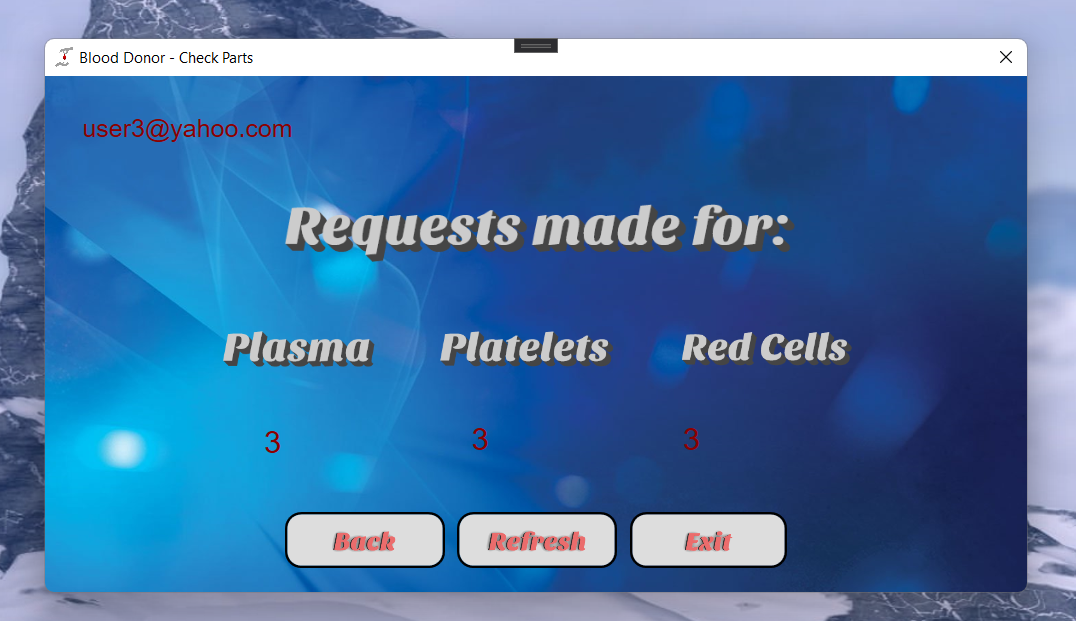 Blood Donor - Check Parts
user3@yahoo.com
Requests made for:
Plasma Platelets Red Cells
3 3 3
Back Refresh Exit